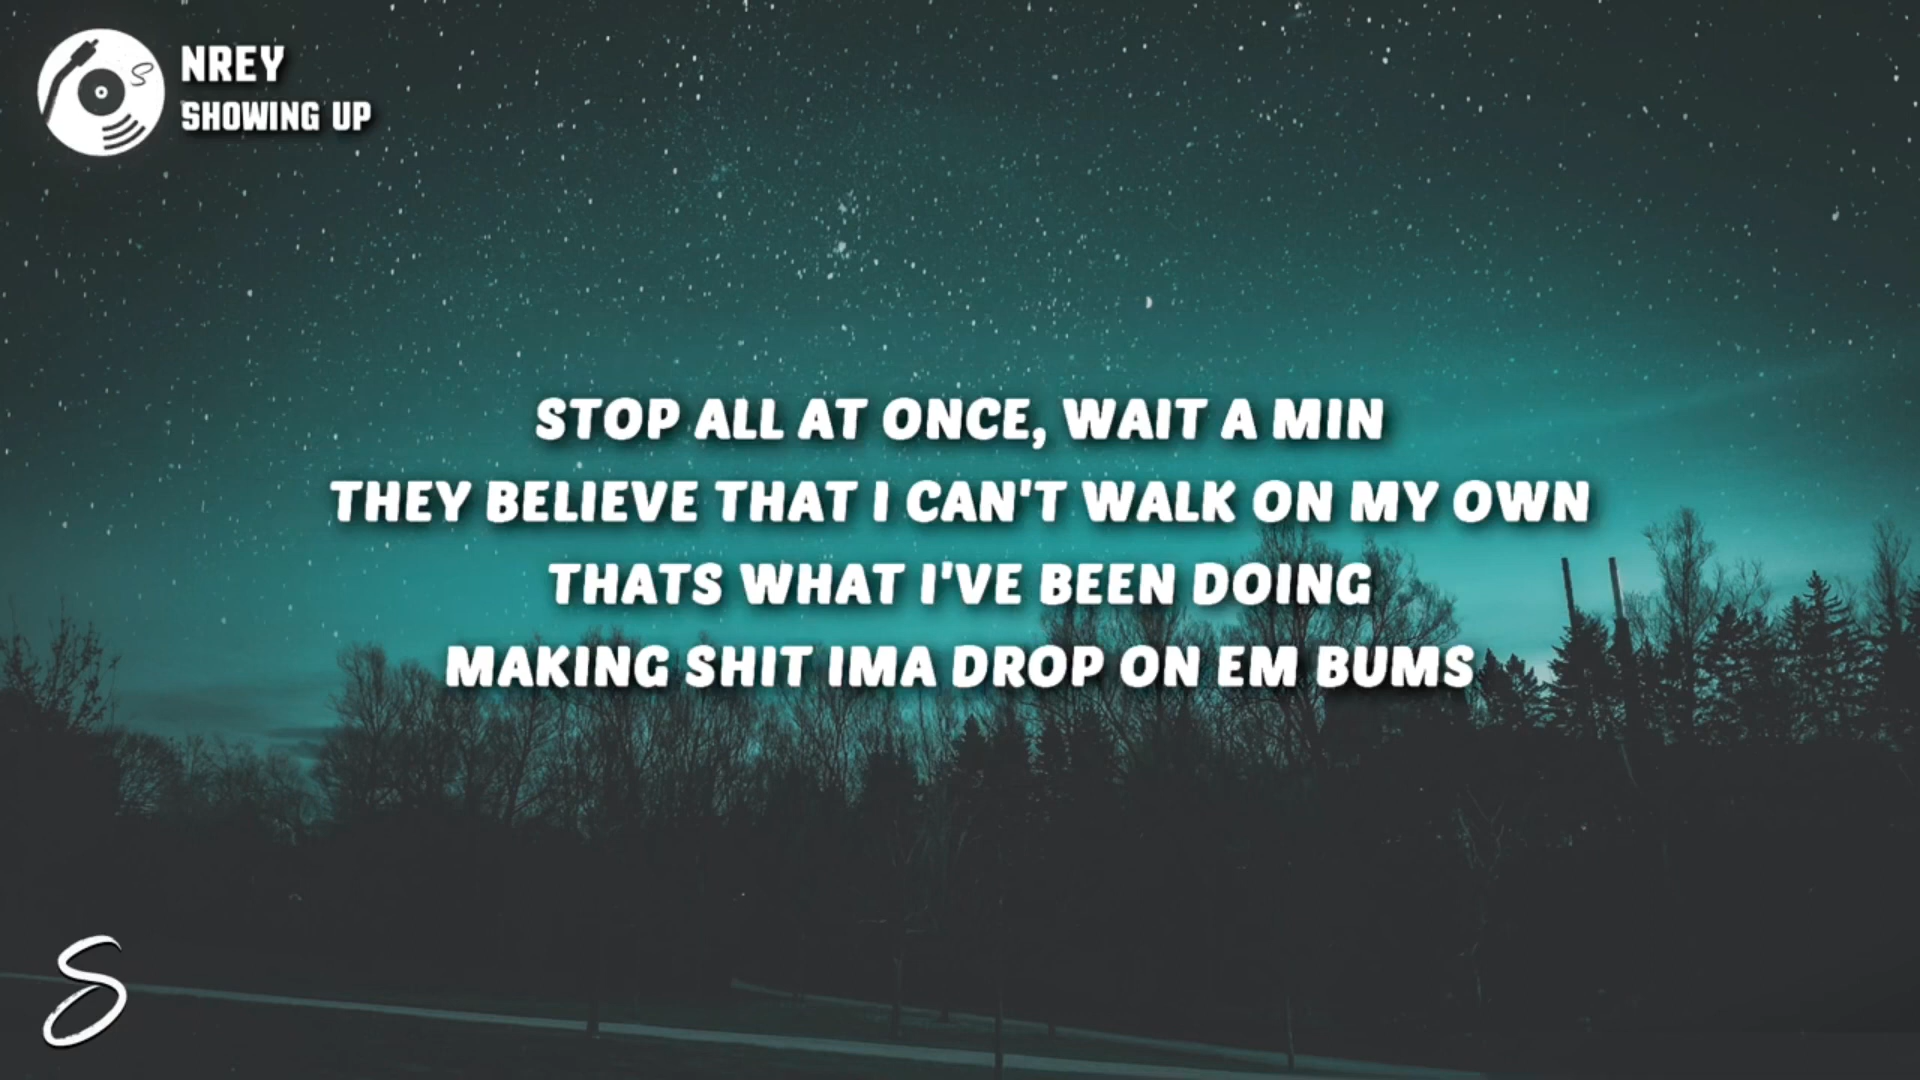 NREY
SHOWING UP
STOP ALL AT ONCE, WAIT A MIN
THEY BELIEVE THAT I CAN'T WALK ON MY OWN
THATS WHAT I'VE BEEN DOING
MAKING SHIT IMA DROP ON EM BUMS
S